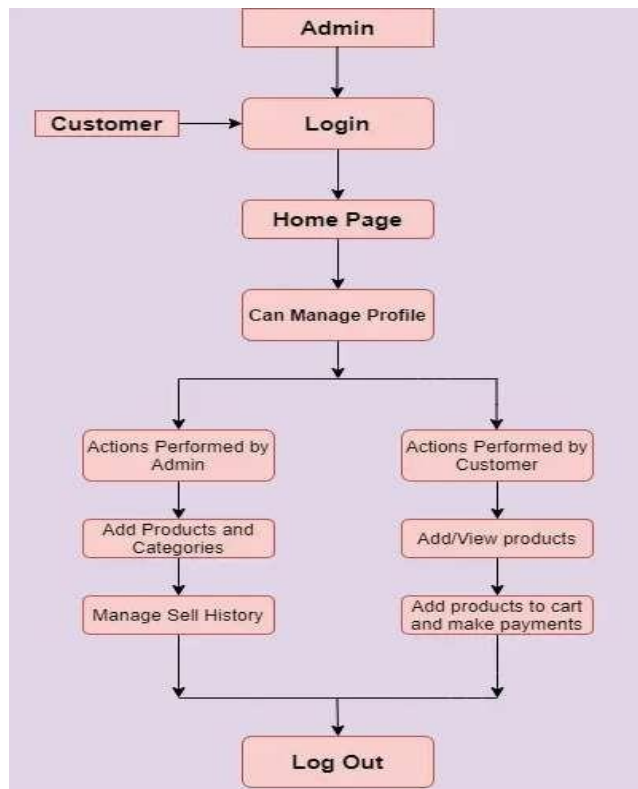 Admin
Customer
Login
Home Page
Can Manage Profile
Actions Performed by
Admin
Actions Performed by
Customer
Add Products and
Categories
Add/View products
Manage Sell History
Add products to cart
and make payments
Log Out